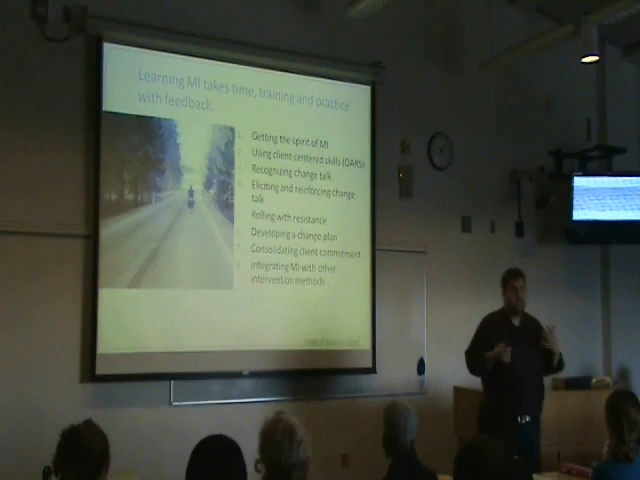 Learning MI takes time, training and practice
with feedback.
Getting the spirit of MI
Using client-centered skills (OARS)
Recognizing change talk
Eliciting and reinforcing change
talk
Rolling with resistance
Developing a change plan
Consolidating client commitment
Integrating MI with other
intervention methods